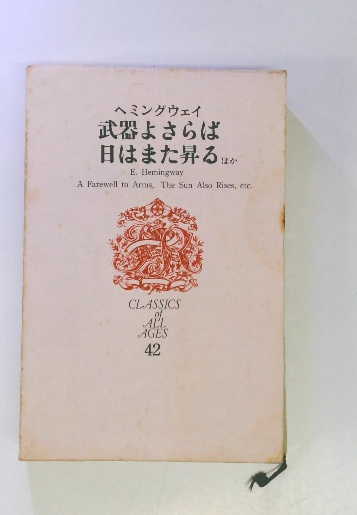 ヘミングウェイ
武器よさらば
日はまた昇るほか
E. Hemingway
A Farewell to Arms, The Sun Also Rises, etc.
CLASSICS
of
ALL
AGES
42